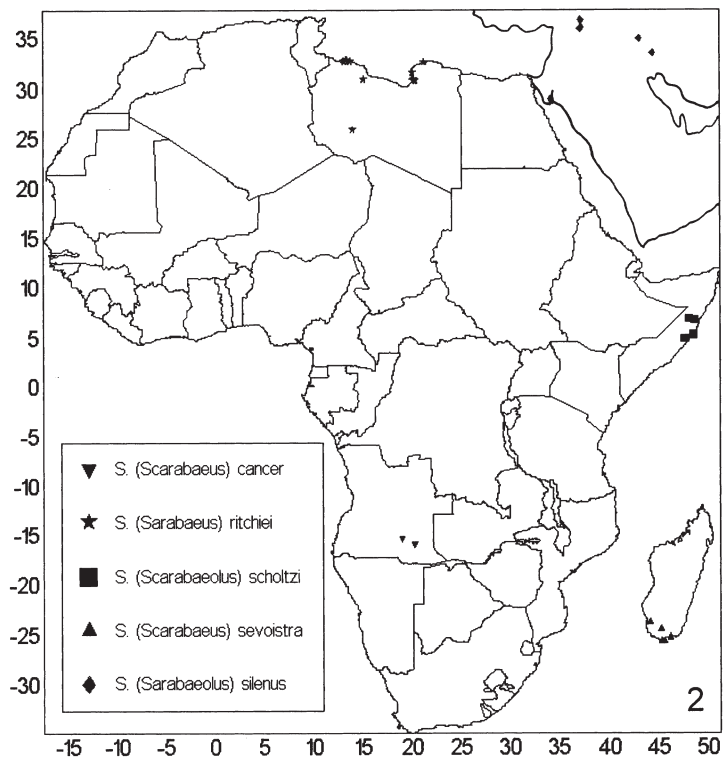 35
30
25
20
15
10
5
0
-5
-10
-15
-20
-25
-30
S. (Scarabaeus) cancer
S. (Sarabaeus) ritchiei
S. (Scarabaeolus) scholtzi
S. (Scarabaeus) sevoistra
S. (Sarabaeolus) silenus
2
-15 -10 -5 0 5 10 15 20 25 30 35 40 45 50